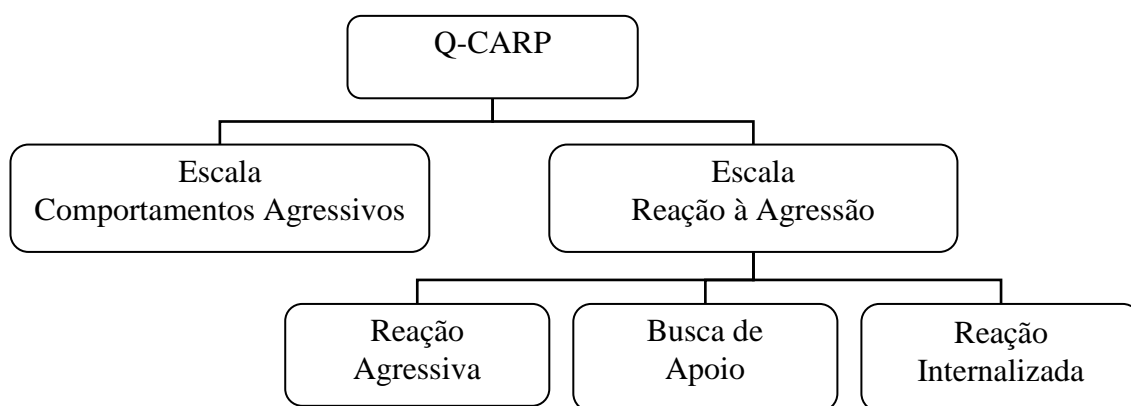 Q-CARP
Escala
Comportamentos Agressivos
Escala
Reação à Agressão
Reação
Agressiva
Busca de
Apoio
Reação
Internalizada